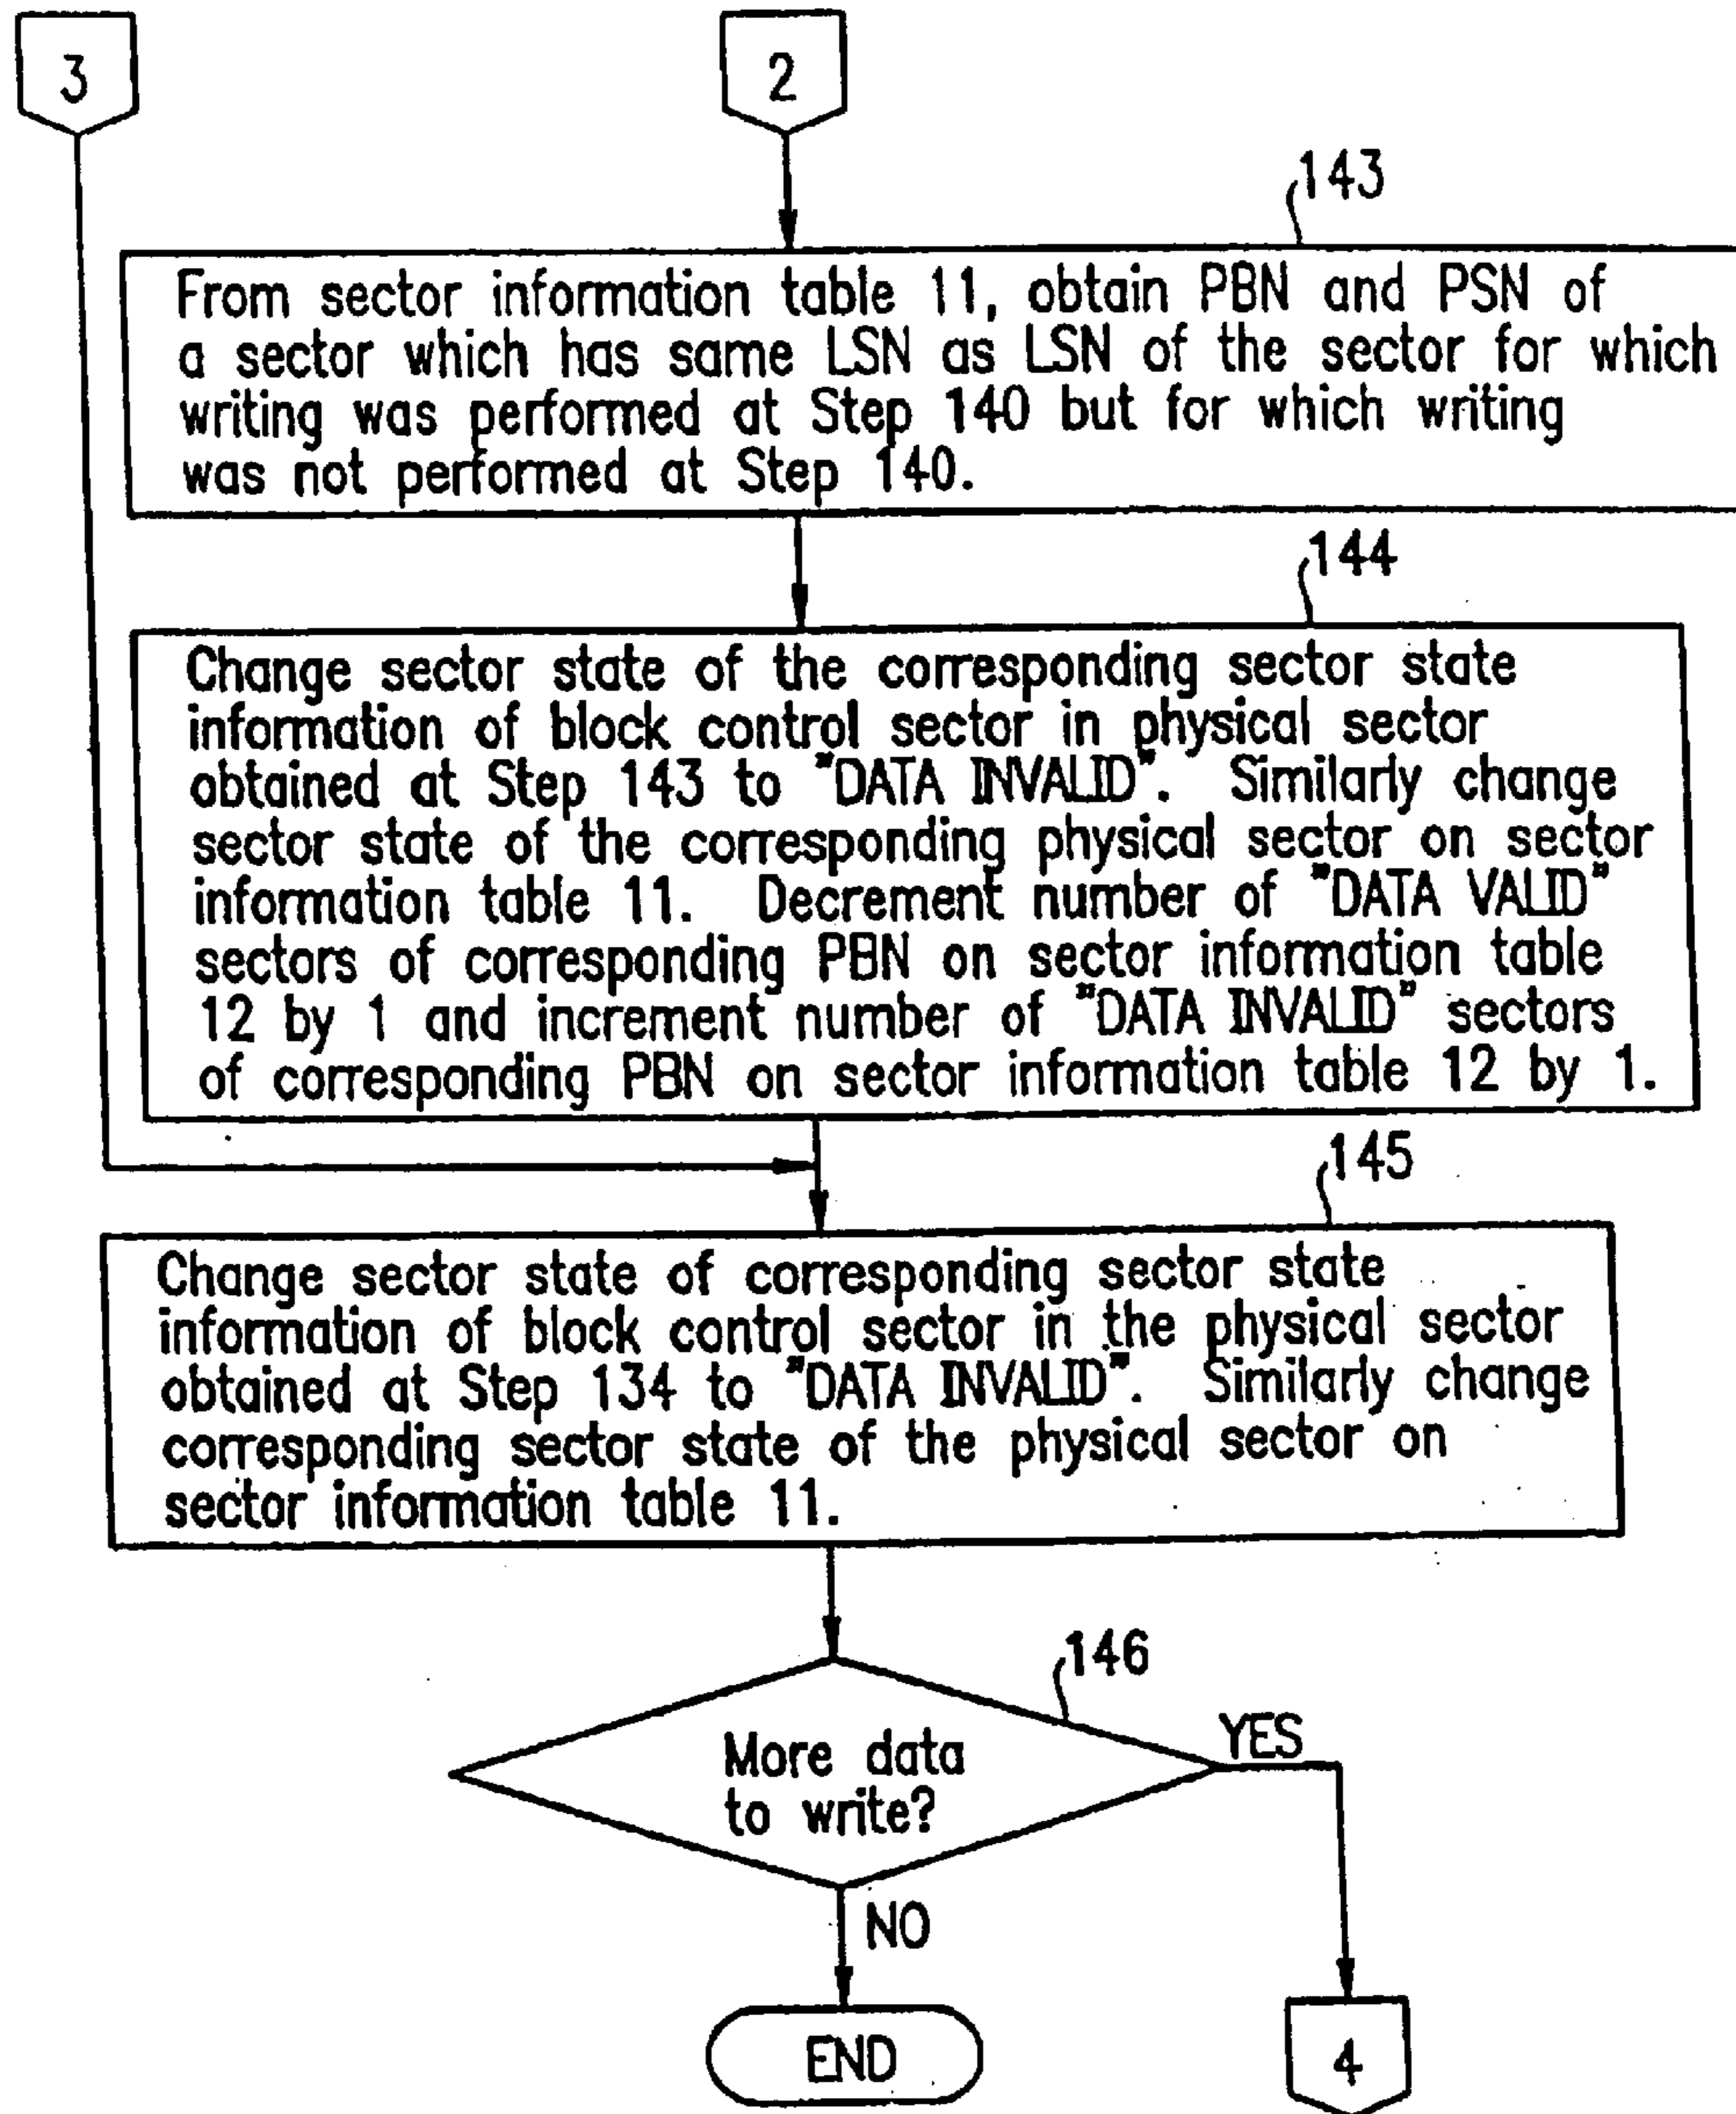 3
2
143
From sector information table 11, obtain PBN and PSN of
a sector which has same LSN as LSN of the sector for which
writing was performed at Step 140 but for which writing
was not performed at Step 140.
144
Change sector state of the corresponding sector state
information of block control sector in physical sector
obtained at Step 143 to "DATA INVALID". Similarly change
sector state of the corresponding physical sector on sector
information table 11. Decrement number of "DATA VALID"
sectors of corresponding PBN on sector information table
12 by 1 and increment number of "DATA INVALID" sectors
of corresponding PBN on sector information table 12 by 1.
145
Change sector state of corresponding sector state
information of block control sector in the physical sector
obtained at Step 134 to "DATA INVALID". Similarly change
corresponding sector state of the physical sector on
sector information table 11.
146
More data
to write?
YES
NO
END
4